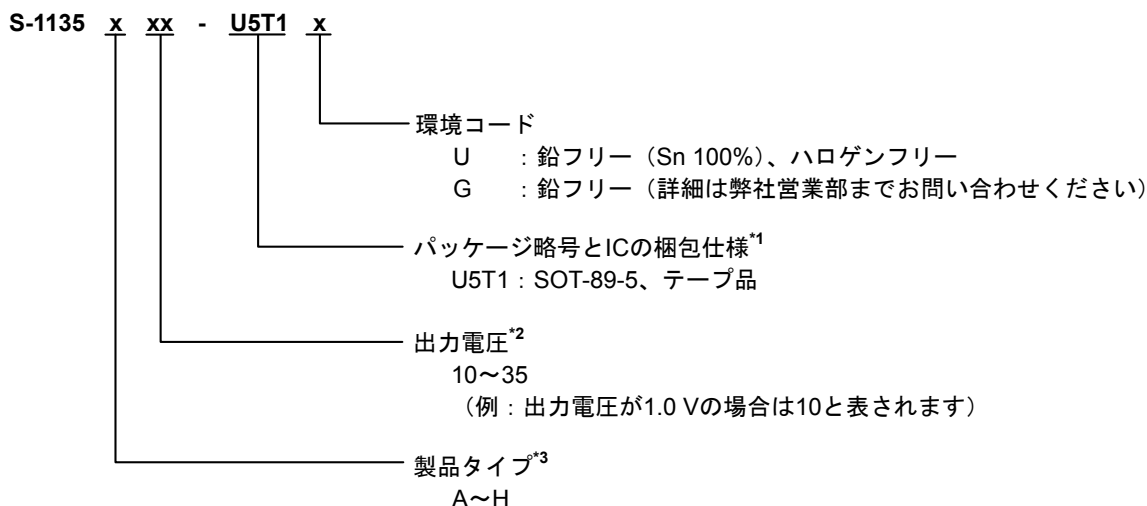 S-1135 x xx - U5T1 x
環境コード
U ：鉛フリー（Sn 100%）、ハロゲンフリー
G ：鉛フリー（詳細は弊社営業部までお問い合わせください）
パッケージ略号とICの梱包仕様*1
U5T1：SOT-89-5、テープ品
出力電圧*2
10～35
（例：出力電圧が1.0 Vの場合は10と表されます）
製品タイプ*3
A～H